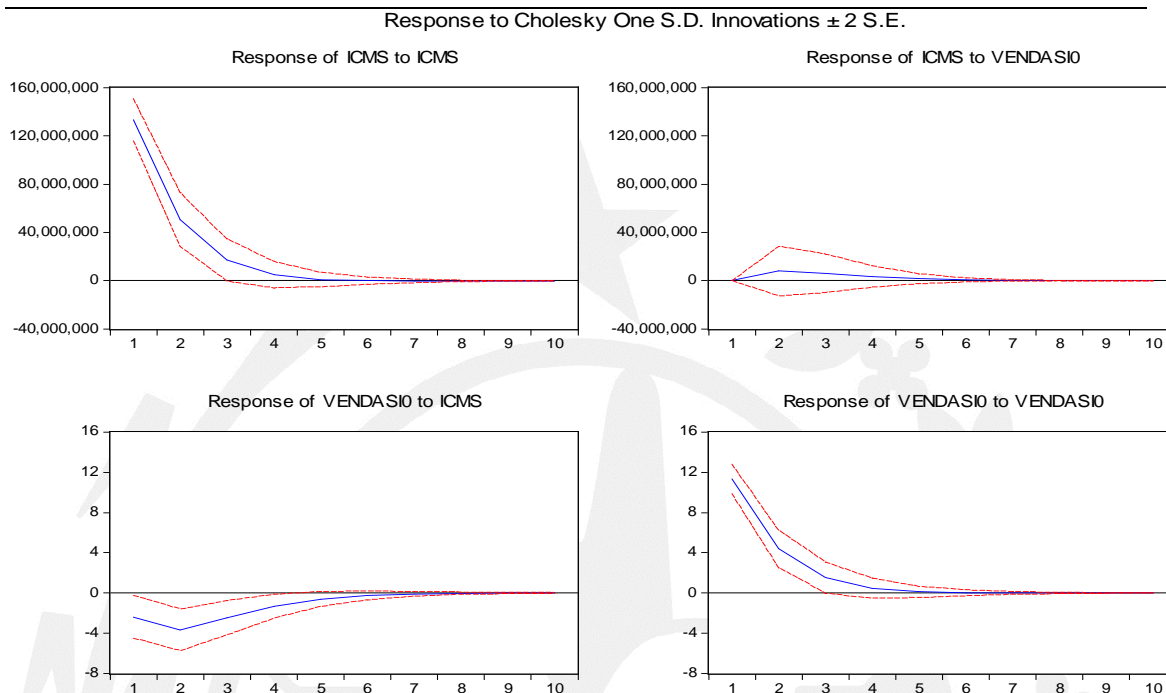 Response to Cholesky One S.D. Innovations ± 2 S.E.
Response of ICMS to ICMS
160,000,000
120,000,000
80,000,000
40,000,000
0
-40,000,000
1 2 3 4 5 6 7 8 9 10
Response of ICMS to VENDASI0
160,000,000
120,000,000
80,000,000
40,000,000
0
-40,000,000
1 2 3 4 5 6 7 8 9 10
Response of VENDASI0 to ICMS
16
12
8
4
0
-4
-8
1 2 3 4 5 6 7 8 9 10
Response of VENDASI0 to VENDASI0
16
12
8
4
0
-4
-8
1 2 3 4 5 6 7 8 9 10